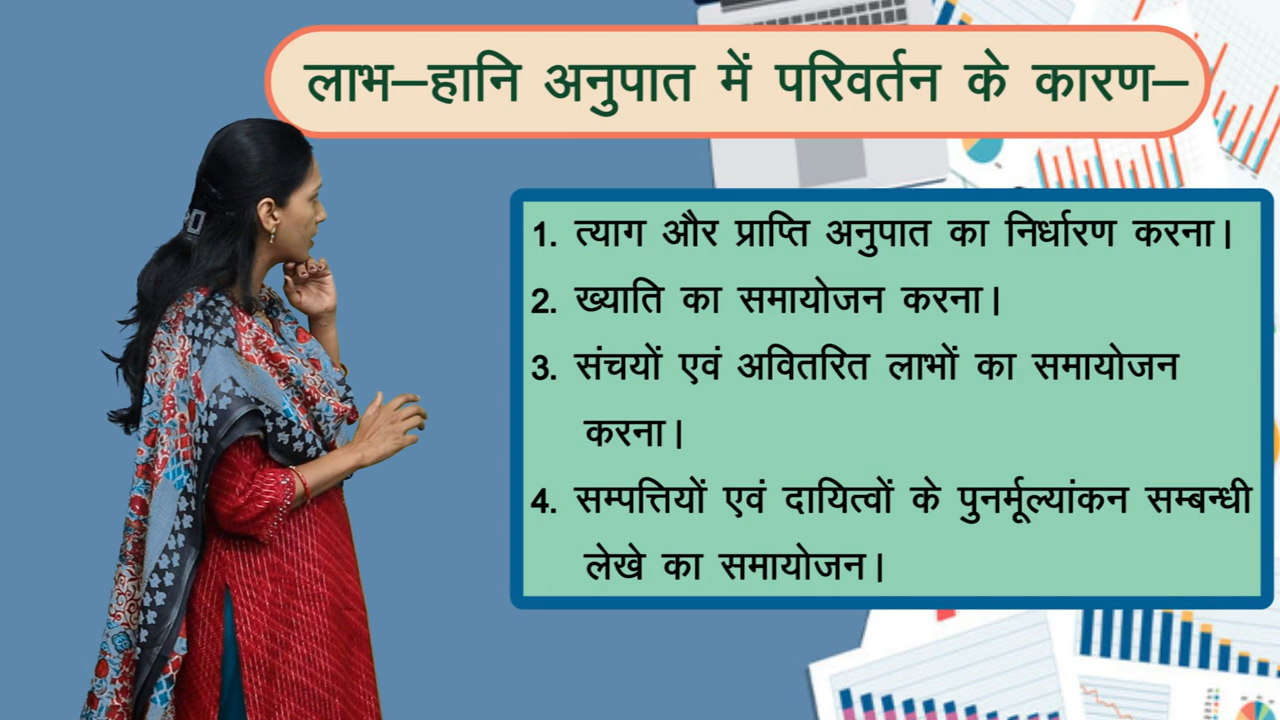 लाभ–हानि अनुपात में परिवर्तन के कारण–
1. त्याग और प्राप्ति अनुपात का निर्धारण करना।
2. ख्याति का समायोजन करना।
3. संचयों एवं अवितरित लाभों का समायोजन
करना।
4. सम्पत्तियों एवं दायित्वों के पुनर्मूल्यांकन सम्बन्धी
लेखे का समायोजन।